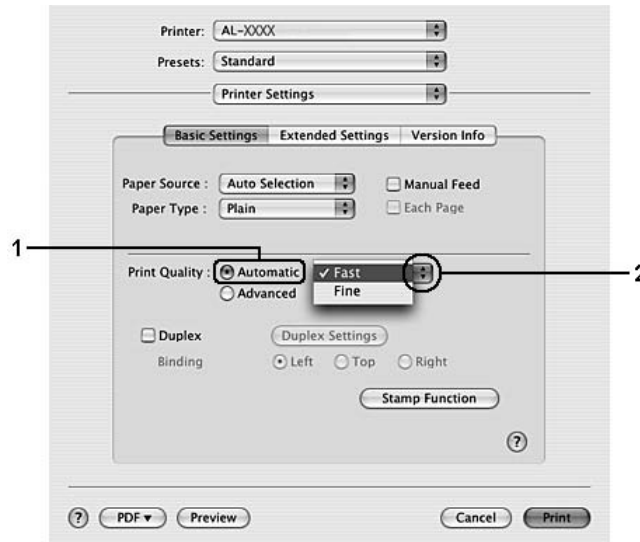 Printer: AL-XXXX
Presets: Standard
Printer Settings
Basic Settings Extended Settings Version Info
Paper Source : Auto Selection Manual Feed
Paper Type : Plain Each Page
1
Print Quality : Automatic ✓ Fast 2
Advanced Fine
Duplex Duplex Settings
Binding Left Top Right
Stamp Function
?
? PDF ▾ Preview Cancel Print